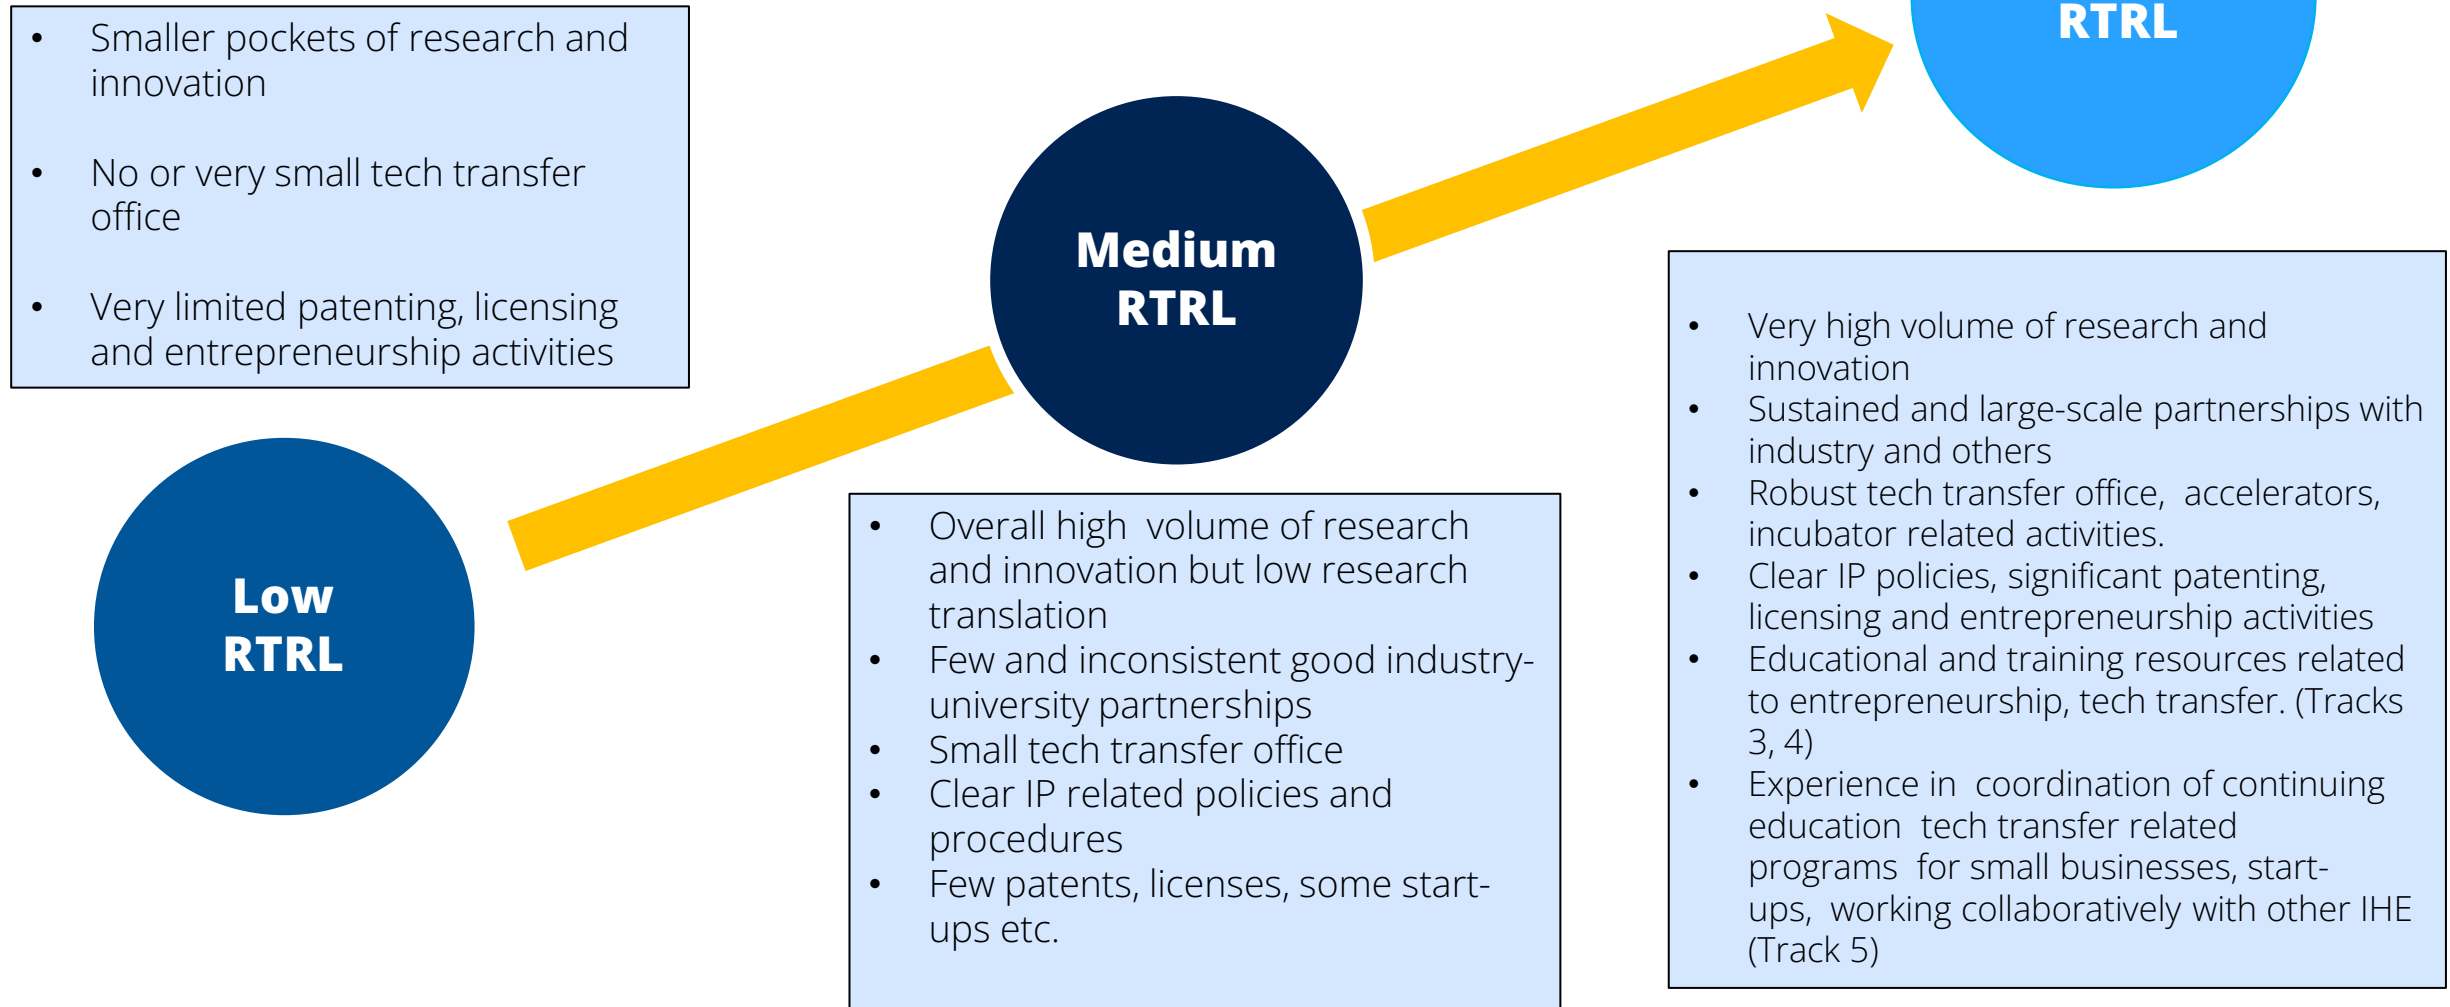 • Smaller pockets of research and
innovation
• No or very small tech transfer
office
• Very limited patenting, licensing
and entrepreneurship activities
Low
RTRL
Medium
RTRL
• Overall high  volume of research
and innovation but low research
translation
• Few and inconsistent good industry-
university partnerships
• Small tech transfer office
• Clear IP related policies and
procedures
• Few patents, licenses, some start-
ups etc.
RTRL
• Very high volume of research and
innovation
• Sustained and large-scale partnerships with
industry and others
• Robust tech transfer office,  accelerators,
incubator related activities.
• Clear IP policies, significant patenting,
licensing and entrepreneurship activities
• Educational and training resources related
to entrepreneurship, tech transfer. (Tracks
3, 4)
• Experience in  coordination of continuing
education  tech transfer related
programs  for small businesses, start-
ups,  working collaboratively with other IHE
(Track 5)